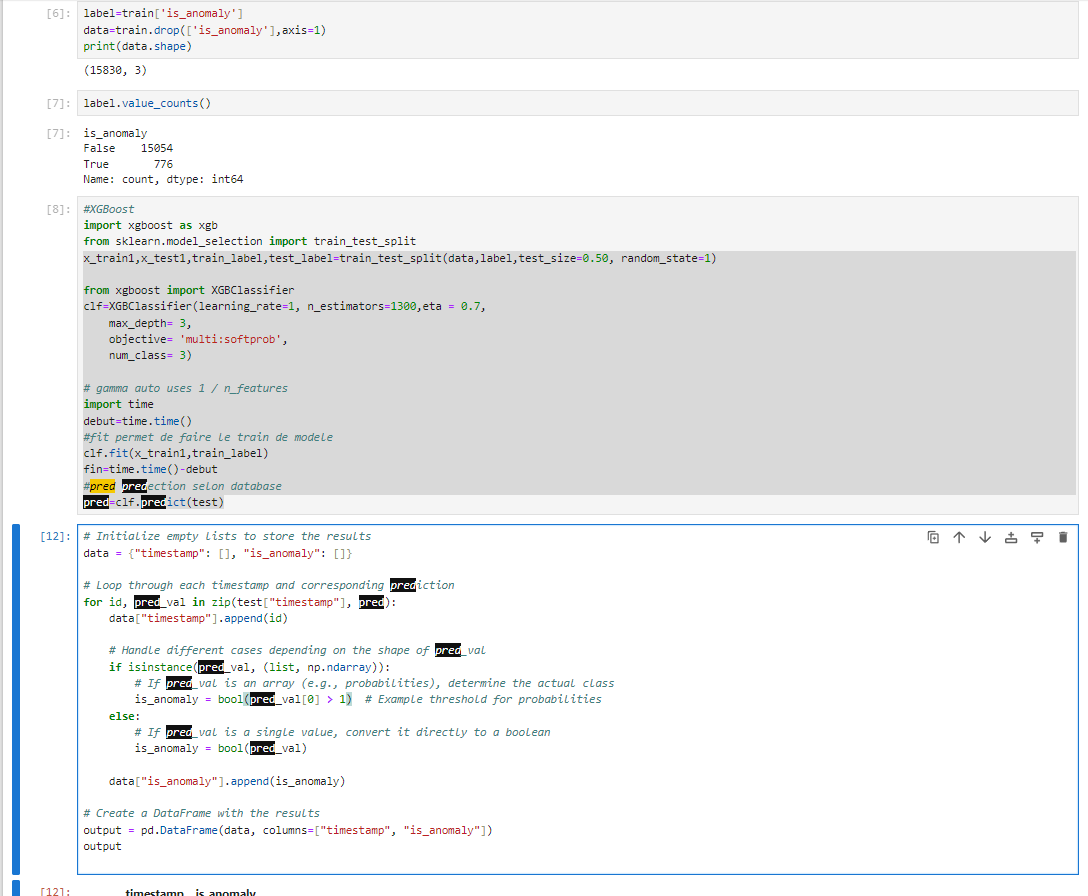 [6]: label=train['is_anomaly']
data=train.drop(['is_anomaly'],axis=1)
print(data.shape)
(15830, 3)
[7]: label.value_counts()
[7]: is_anomaly
False    15054
True       776
Name: count, dtype: int64
[8]: #XGBoost
import xgboost as xgb
from sklearn.model_selection import train_test_split
x_train1,x_test1,train_label,test_label=train_test_split(data,label,test_size=0.50, random_state=1)
from xgboost import XGBClassifier
clf=XGBClassifier(learning_rate=1, n_estimators=1300,eta = 0.7,
    max_depth= 3,
    objective= 'multi:softprob',
    num_class= 3)
# gamma auto uses 1 / n_features
import time
debut=time.time()
#fit permet de faire le train de modele
clf.fit(x_train1,train_label)
fin=time.time()-debut
#pred predection selon database
pred=clf.predict(test)
[12]: # Initialize empty lists to store the results
data = {"timestamp": [], "is_anomaly": []}
# Loop through each timestamp and corresponding prediction
for id, pred_val in zip(test["timestamp"], pred):
    data["timestamp"].append(id)
    # Handle different cases depending on the shape of pred_val
    if isinstance(pred_val, (list, np.ndarray)):
        # If pred_val is an array (e.g., probabilities), determine the actual class
        is_anomaly = bool(pred_val[0] > 1)  # Example threshold for probabilities
    else:
        # If pred_val is a single value, convert it directly to a boolean
        is_anomaly = bool(pred_val)
    data["is_anomaly"].append(is_anomaly)
# Create a DataFrame with the results
output = pd.DataFrame(data, columns=["timestamp", "is_anomaly"])
output
[12]: timestamp is_anomaly